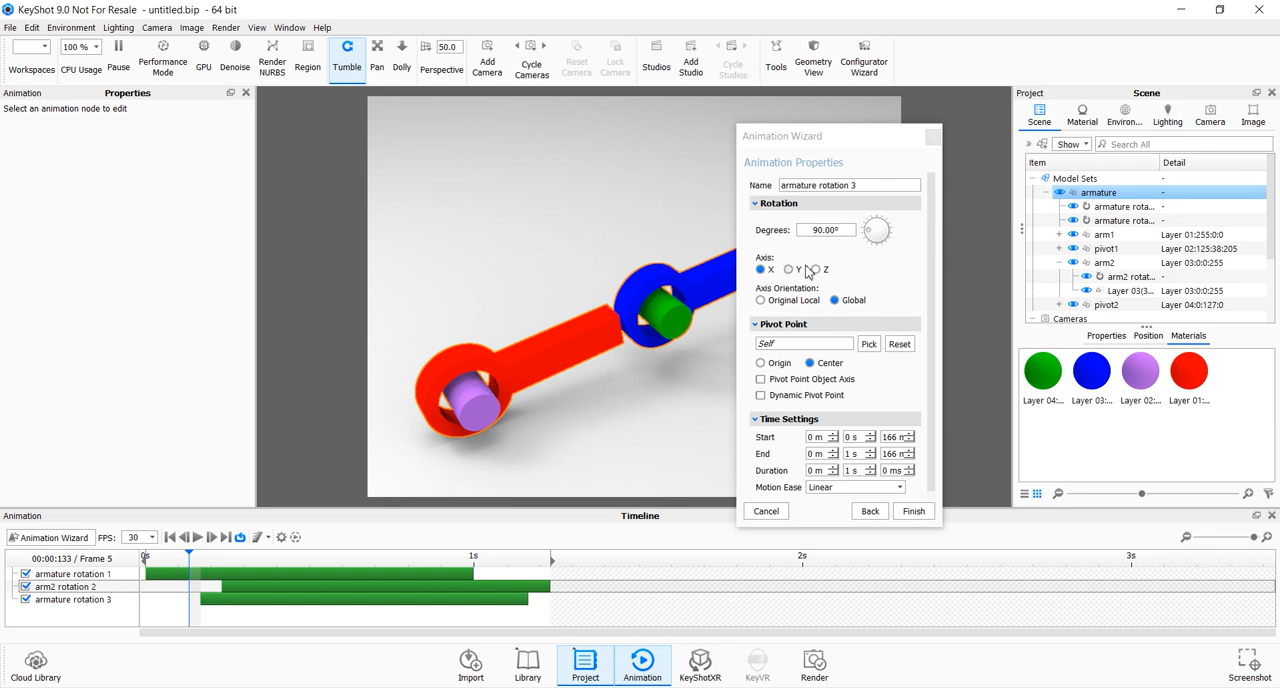 KeyShot 9.0 Not For Resale - untitled.bip - 64 bit
File Edit Environment Lighting Camera Image Render View Window Help
100 % 50.0
Workspaces CPU Usage Pause Performance Mode GPU Denoise Render NURBS Region Tumble Pan Dolly Perspective Add Camera Cycle Cameras Reset Camera Lock Camera Studios Add Studio Cycle Studios Tools Geometry View Configurator Wizard
Animation Properties
Select an animation node to edit
Animation Wizard
Animation Properties
Name armature rotation 3
Rotation
Degrees: 90.00°
Axis:
X Y Z
Axis Orientation:
Original Local Global
Pivot Point
Self Pick Reset
Origin Center
Pivot Point Object Axis
Dynamic Pivot Point
Time Settings
Start 0 m 0 s 166 m
End 0 m 1 s 166 m
Duration 0 m 1 s 0 ms
Motion Ease Linear
Cancel Back Finish
Project Scene
Scene Material Environ... Lighting Camera Image
» Show Search All
Item Detail
Model Sets -
armature -
armature rota... -
armature rota... -
arm1 Layer 01:255:0:0
pivot1 Layer 02:125:38:205
arm2 Layer 03:0:0:255
arm2 rotat... -
Layer 03(3... Layer 03:0:0:255
pivot2 Layer 04:0:127:0
Cameras
Properties Position Materials
Layer 04:... Layer 03:... Layer 02:... Layer 01:...
Animation Timeline
Animation Wizard FPS: 30
00:00:133 / Frame 5 0s 1s 2s 3s
armature rotation 1
arm2 rotation 2
armature rotation 3
Cloud Library Import Library Project Animation KeyShotXR KeyVR Render Screenshot